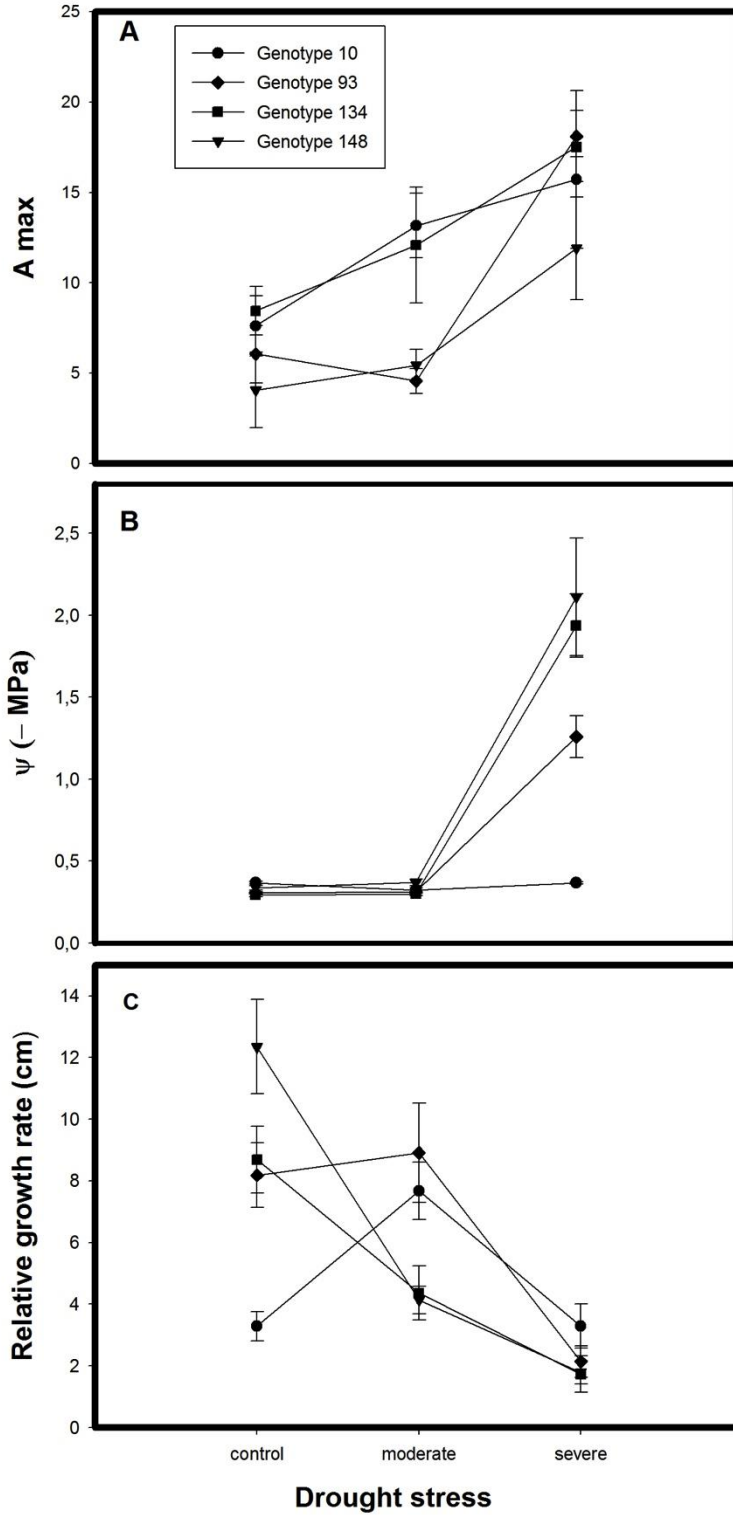 A
Genotype 10
Genotype 93
Genotype 134
Genotype 148
25
20
15
10
5
0
A max
B
2,5
2,0
1,5
1,0
0,5
0,0
ψ (− MPa)
C
14
12
10
8
6
4
2
0
Relative growth rate (cm)
control moderate severe
Drought stress